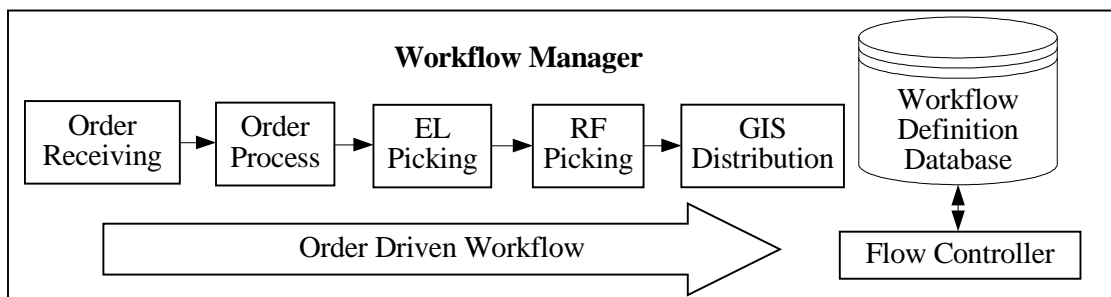 Workflow Manager
Order
Receiving
Order
Process
EL
Picking
RF
Picking
GIS
Distribution
Workflow
Definition
Database
Order Driven Workflow
Flow Controller